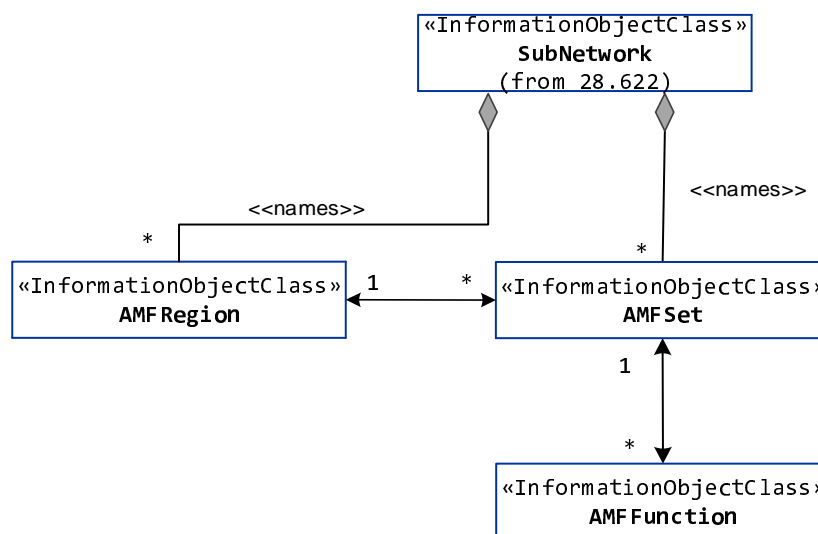 «InformationObjectClass»
SubNetwork
(from 28.622)
<<names>>
<<names>>
*
*
«InformationObjectClass»
AMFRegion
1
*
«InformationObjectClass»
AMFSet
1
*
«InformationObjectClass»
AMFFunction